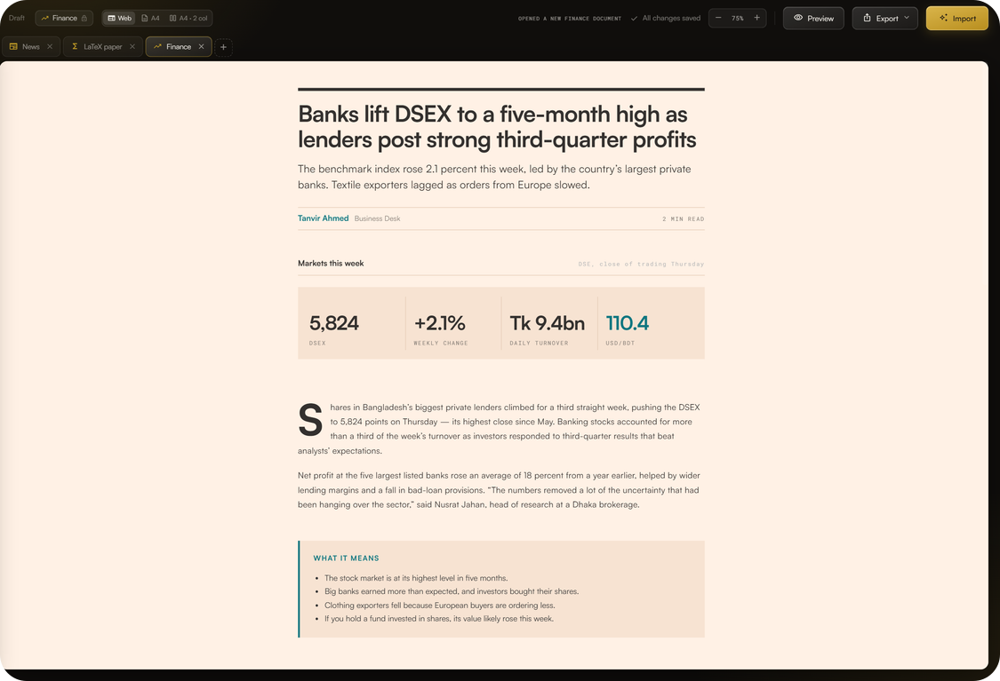 Draft
Finance
Web
A4
A4 · 2 col
OPENED A NEW FINANCE DOCUMENT
All changes saved
75%
Preview
Export
Import
News
LaTeX paper
Finance
Banks lift DSEX to a five-month high as
lenders post strong third-quarter profits
The benchmark index rose 2.1 percent this week, led by the country’s largest private
banks. Textile exporters lagged as orders from Europe slowed.
Tanvir Ahmed Business Desk
2 MIN READ
Markets this week
DSE, close of trading Thursday
5,824
DSEX
+2.1%
WEEKLY CHANGE
Tk 9.4bn
DAILY TURNOVER
110.4
USD/BDT
Shares in Bangladesh’s biggest private lenders climbed for a third straight week, pushing the DSEX
to 5,824 points on Thursday — its highest close since May. Banking stocks accounted for more
than a third of the week’s turnover as investors responded to third-quarter results that beat
analysts’ expectations.
Net profit at the five largest listed banks rose an average of 18 percent from a year earlier, helped by wider
lending margins and a fall in bad-loan provisions. “The numbers removed a lot of the uncertainty that had
been hanging over the sector,” said Nusrat Jahan, head of research at a Dhaka brokerage.
WHAT IT MEANS
• The stock market is at its highest level in five months.
• Big banks earned more than expected, and investors bought their shares.
• Clothing exporters fell because European buyers are ordering less.
• If you hold a fund invested in shares, its value likely rose this week.